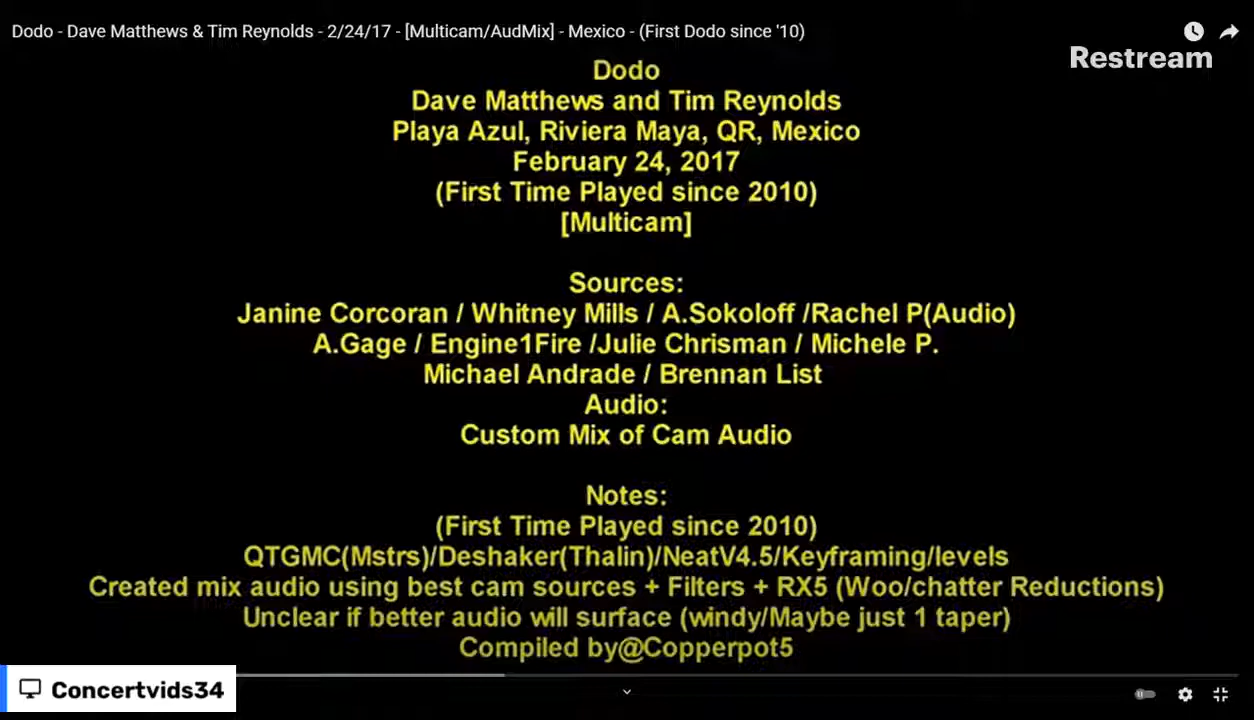 Dodo - Dave Matthews & Tim Reynolds - 2/24/17 - [Multicam/AudMix] - Mexico - (First Dodo since '10)
Restream
Dodo
Dave Matthews and Tim Reynolds
Playa Azul, Riviera Maya, QR, Mexico
February 24, 2017
(First Time Played since 2010)
[Multicam]
Sources:
Janine Corcoran / Whitney Mills / A.Sokoloff /Rachel P(Audio)
A.Gage / Engine1Fire /Julie Chrisman / Michele P.
Michael Andrade / Brennan List
Audio:
Custom Mix of Cam Audio
Notes:
(First Time Played since 2010)
QTGMC(Mstrs)/Deshaker(Thalin)/NeatV4.5/Keyframing/levels
Created mix audio using best cam sources + Filters + RX5 (Woo/chatter Reductions)
Unclear if better audio will surface (windy/Maybe just 1 taper)
Compiled by@Copperpot5
Concertvids34